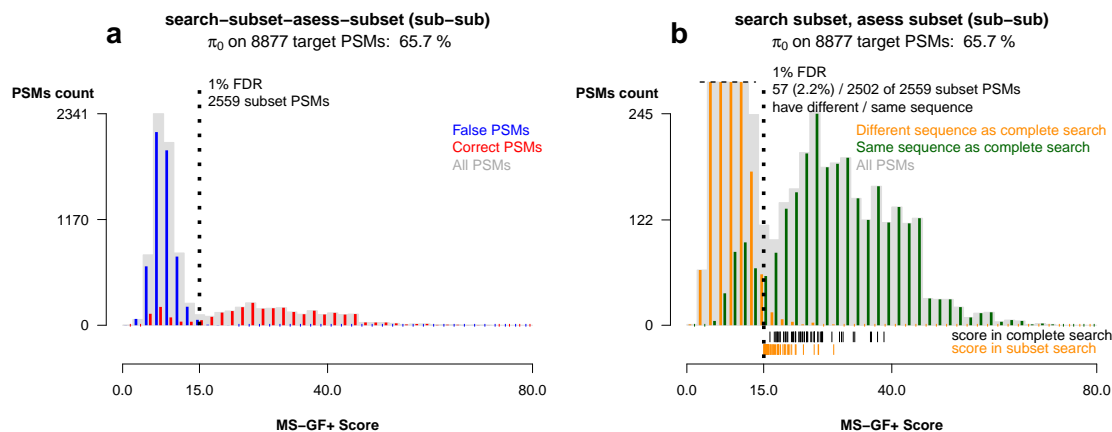 a
search−subset−asess−subset (sub−sub)
π0 on 8877 target PSMs: 65.7 %
PSMs count
1% FDR
2559 subset PSMs
2341
1170
0
False PSMs
Correct PSMs
All PSMs
0.0
15.0
40.0
80.0
MS−GF+ Score
b
search subset, asess subset (sub−sub)
π0 on 8877 target PSMs: 65.7 %
PSMs count
1% FDR
57 (2.2%) / 2502 of 2559 subset PSMs
have different / same sequence
245
122
0
Different sequence as complete search
Same sequence as complete search
All PSMs
score in complete search
score in subset search
0.0
15.0
40.0
80.0
MS−GF+ Score